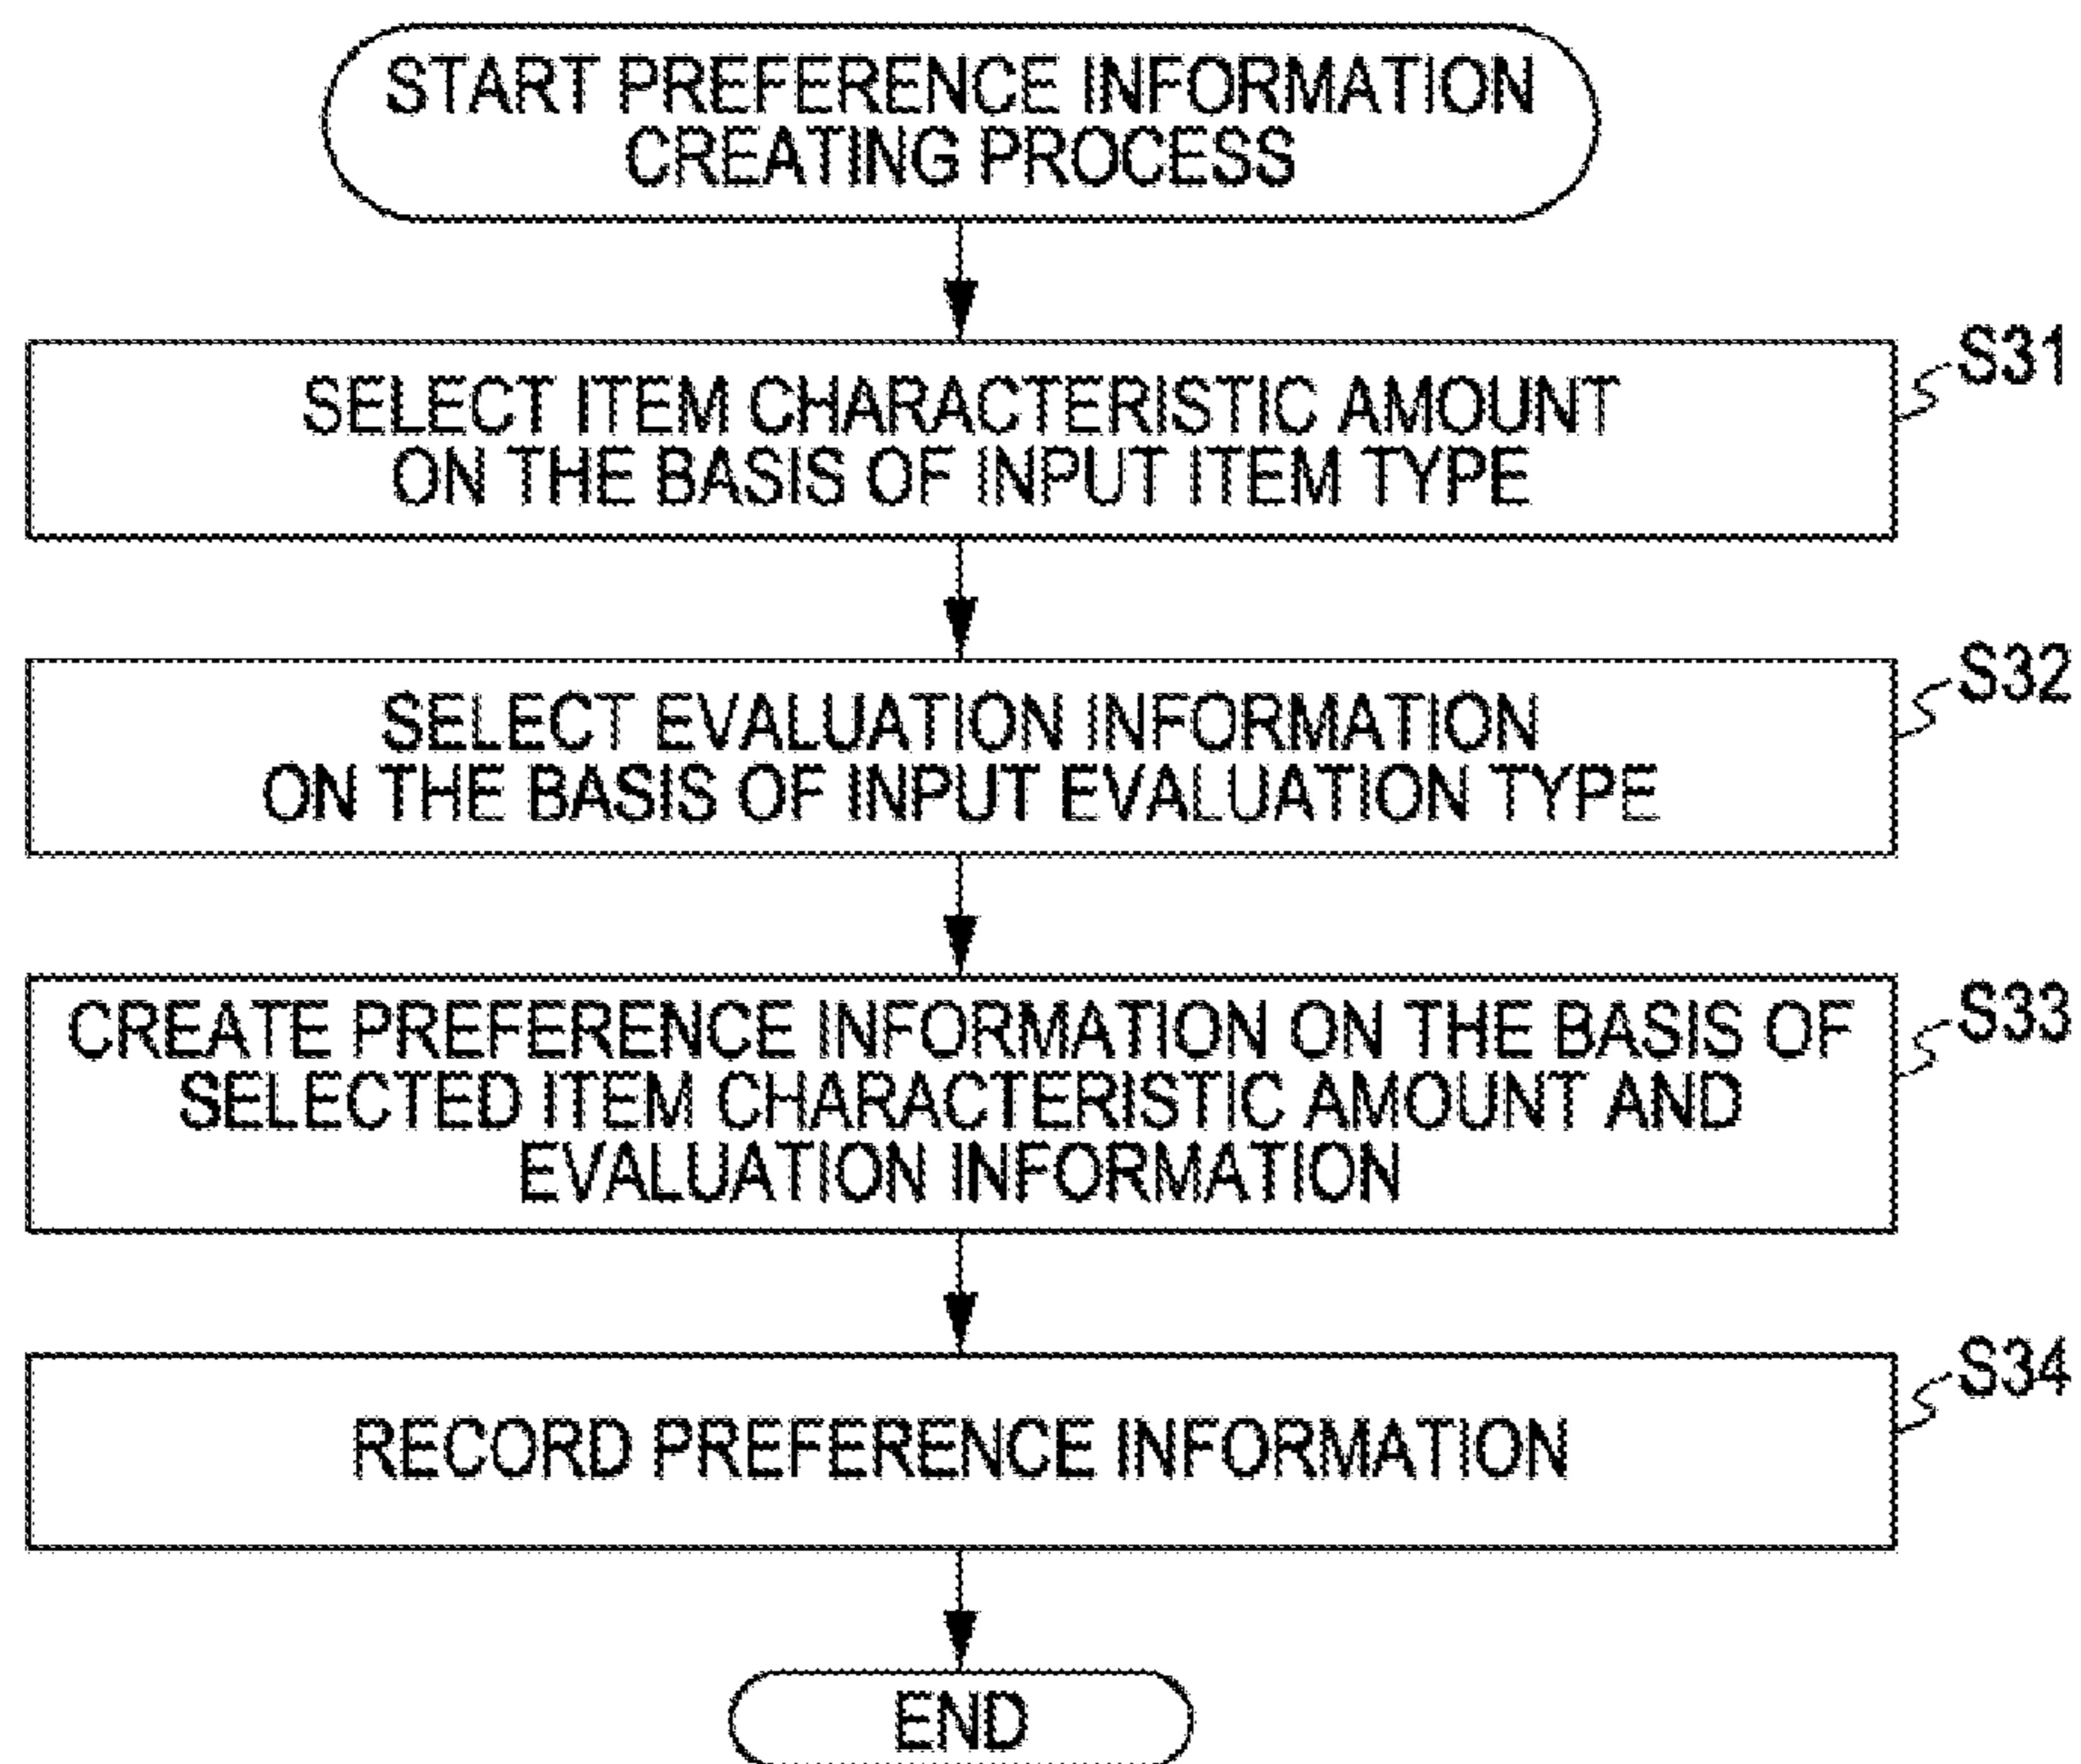 START PREFERENCE INFORMATION
CREATING PROCESS
S31
SELECT ITEM CHARACTERISTIC AMOUNT
ON THE BASIS OF INPUT ITEM TYPE
S32
SELECT EVALUATION INFORMATION
ON THE BASIS OF INPUT EVALUATION TYPE
S33
CREATE PREFERENCE INFORMATION ON THE BASIS OF
SELECTED ITEM CHARACTERISTIC AMOUNT AND
EVALUATION INFORMATION
S34
RECORD PREFERENCE INFORMATION
END